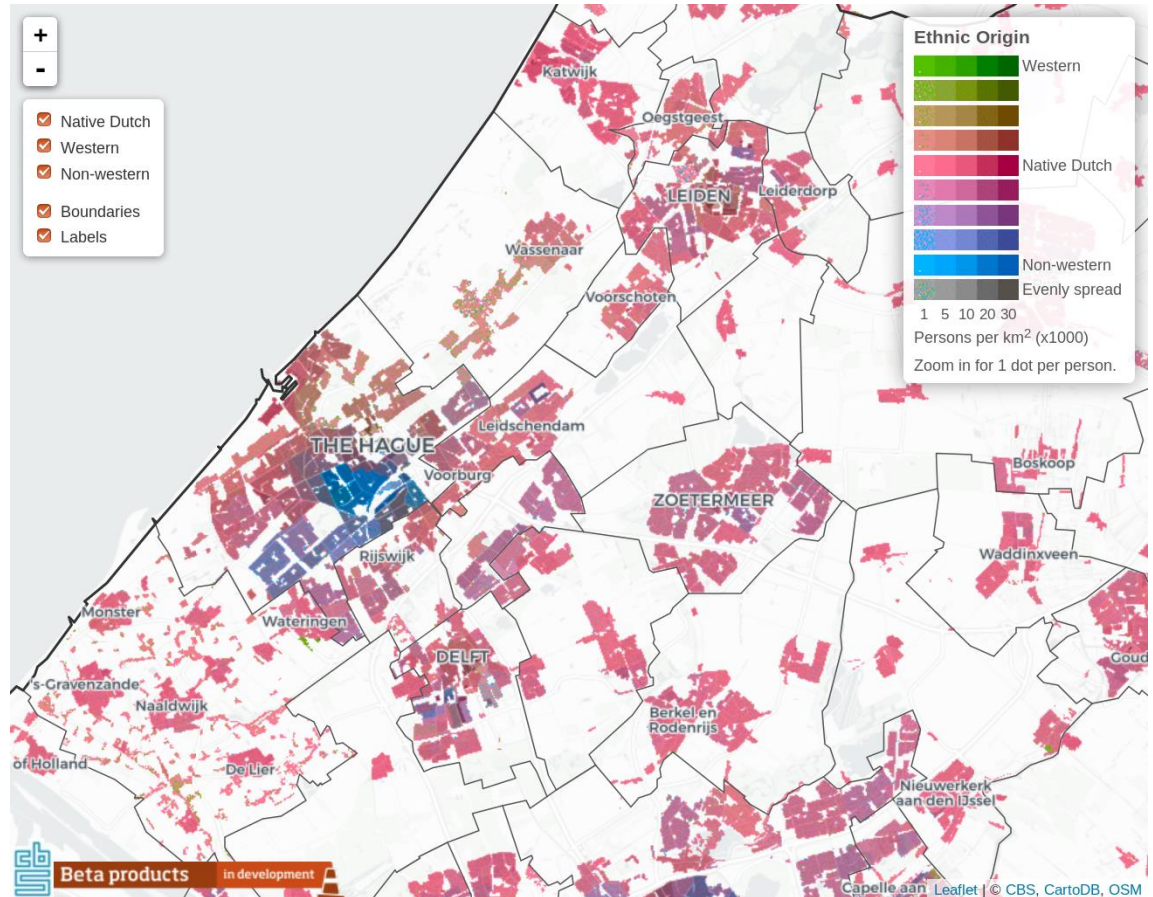 +
-
Native Dutch
Western
Non-western
Boundaries
Labels
Ethnic Origin
Western
Native Dutch
Non-western
Evenly spread
1 5 10 20 30
Persons per km² (x1000)
Zoom in for 1 dot per person.
Katwijk
Oegstgeest
LEIDEN
Leiderdorp
Wassenaar
Voorschoten
THE HAGUE
Leidschendam
Voorburg
Boskoop
ZOETERMEER
Rijswijk
Waddinxveen
Monster
Wateringen
DELFT
Goud
's-Gravenzande
Naaldwijk
Berkel en
Rodenrijs
of Holland
De Lier
Nieuwerkerk
aan den IJssel
cbs
Beta products in development
Capelle aan
Leaflet | © CBS, CartoDB, OSM